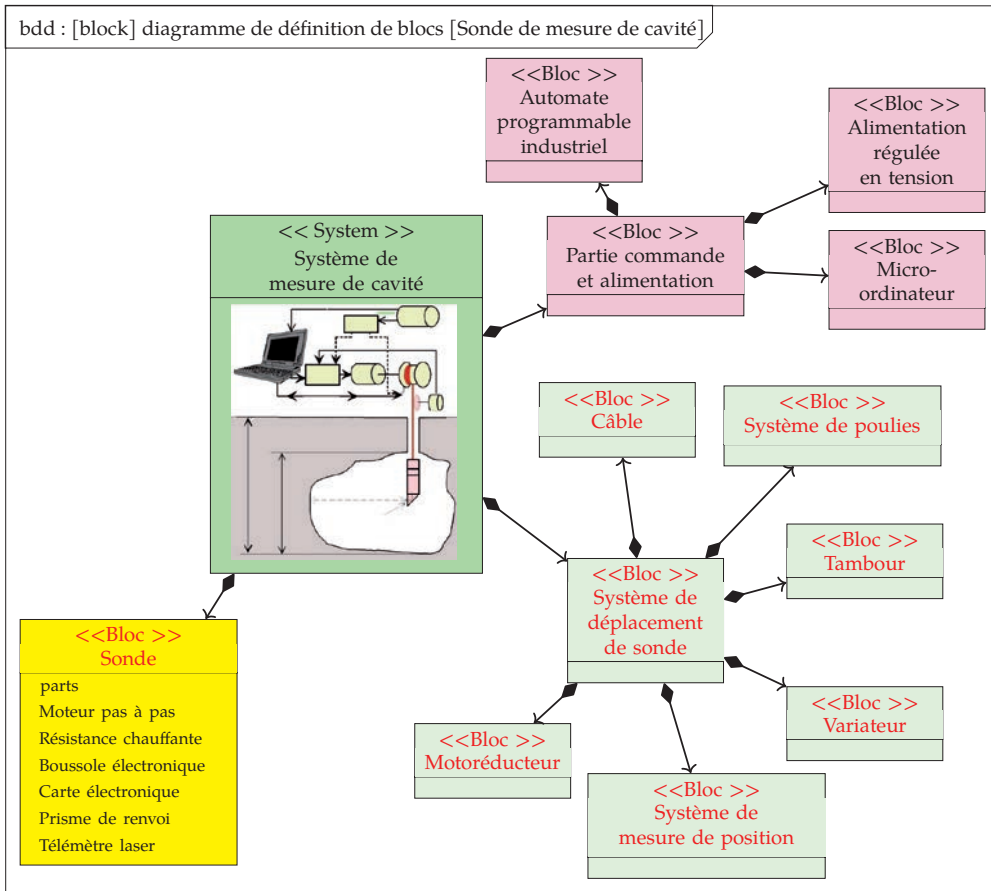 bdd : [block] diagramme de définition de blocs [Sonde de mesure de cavité]
<<Bloc >>
Automate
programmable
industriel
<<Bloc >>
Alimentation
régulée
en tension
<< System >>
Système de
mesure de cavité
<<Bloc >>
Partie commande
et alimentation
<<Bloc >>
Micro-
ordinateur
<<Bloc >>
Câble
<<Bloc >>
Système de poulies
<<Bloc >>
Tambour
<<Bloc >>
Système de
déplacement
de sonde
<<Bloc >>
Sonde
parts
Moteur pas à pas
Résistance chauffante
Boussole électronique
Carte électronique
Prisme de renvoi
Télémètre laser
<<Bloc >>
Variateur
<<Bloc >>
Motoréducteur
<<Bloc >>
Système de
mesure de position